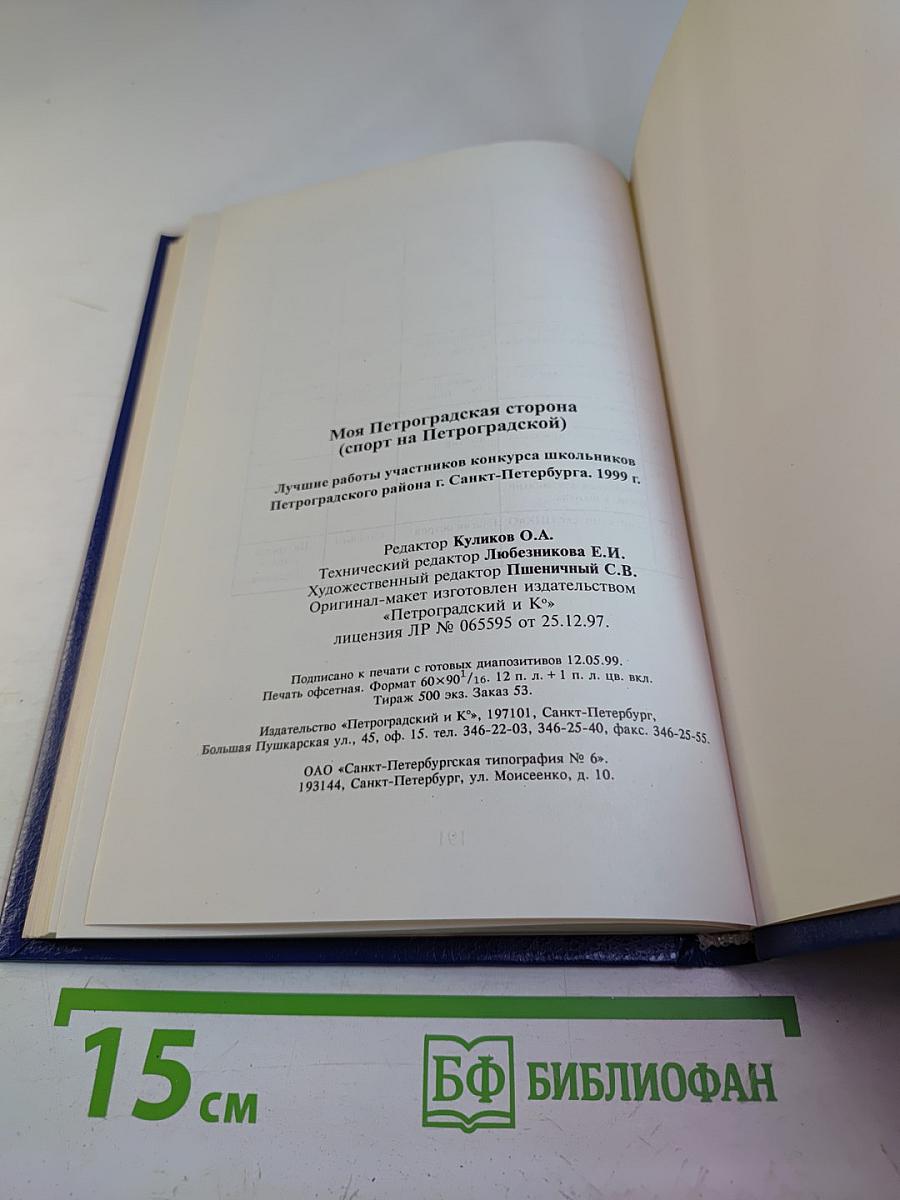 Моя Петроградская сторона
(спорт на Петроградской)
Лучшие работы участников конкурса школьников
Петроградского района г. Санкт-Петербурга. 1999 г.
Редактор Куликов О.А.
Технический редактор Любезникова Е.И.
Художественный редактор Пшеничный С.В.
Оригинал-макет изготовлен издательством
«Петроградский и К°»
лицензия ЛР № 065595 от 25.12.97.
Подписано к печати с готовых диапозитивов 12.05.99.
Печать офсетная. Формат 60×90¹/₁₆. 12 п. л. + 1 п. л. цв. вкл.
Тираж 500 экз. Заказ 53.
Издательство «Петроградский и К°», 197101, Санкт-Петербург,
Большая Пушкарская ул., 45, оф. 15. тел. 346-22-03, 346-25-40, факс. 346-25-55.
ОАО «Санкт-Петербургская типография № 6».
193144, Санкт-Петербург, ул. Моисеенко, д. 10.
15 см
БФ БИБЛИОФАН